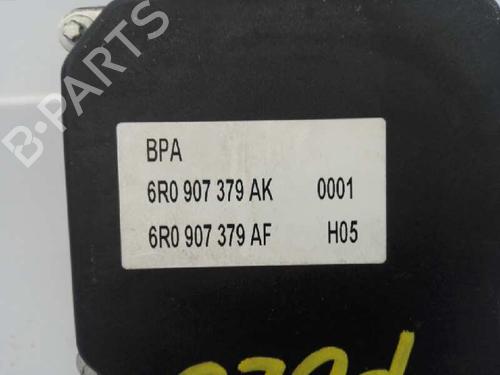 B-PARTS
BPA
6R0 907 379 AK 0001
6R0 907 379 AF H05